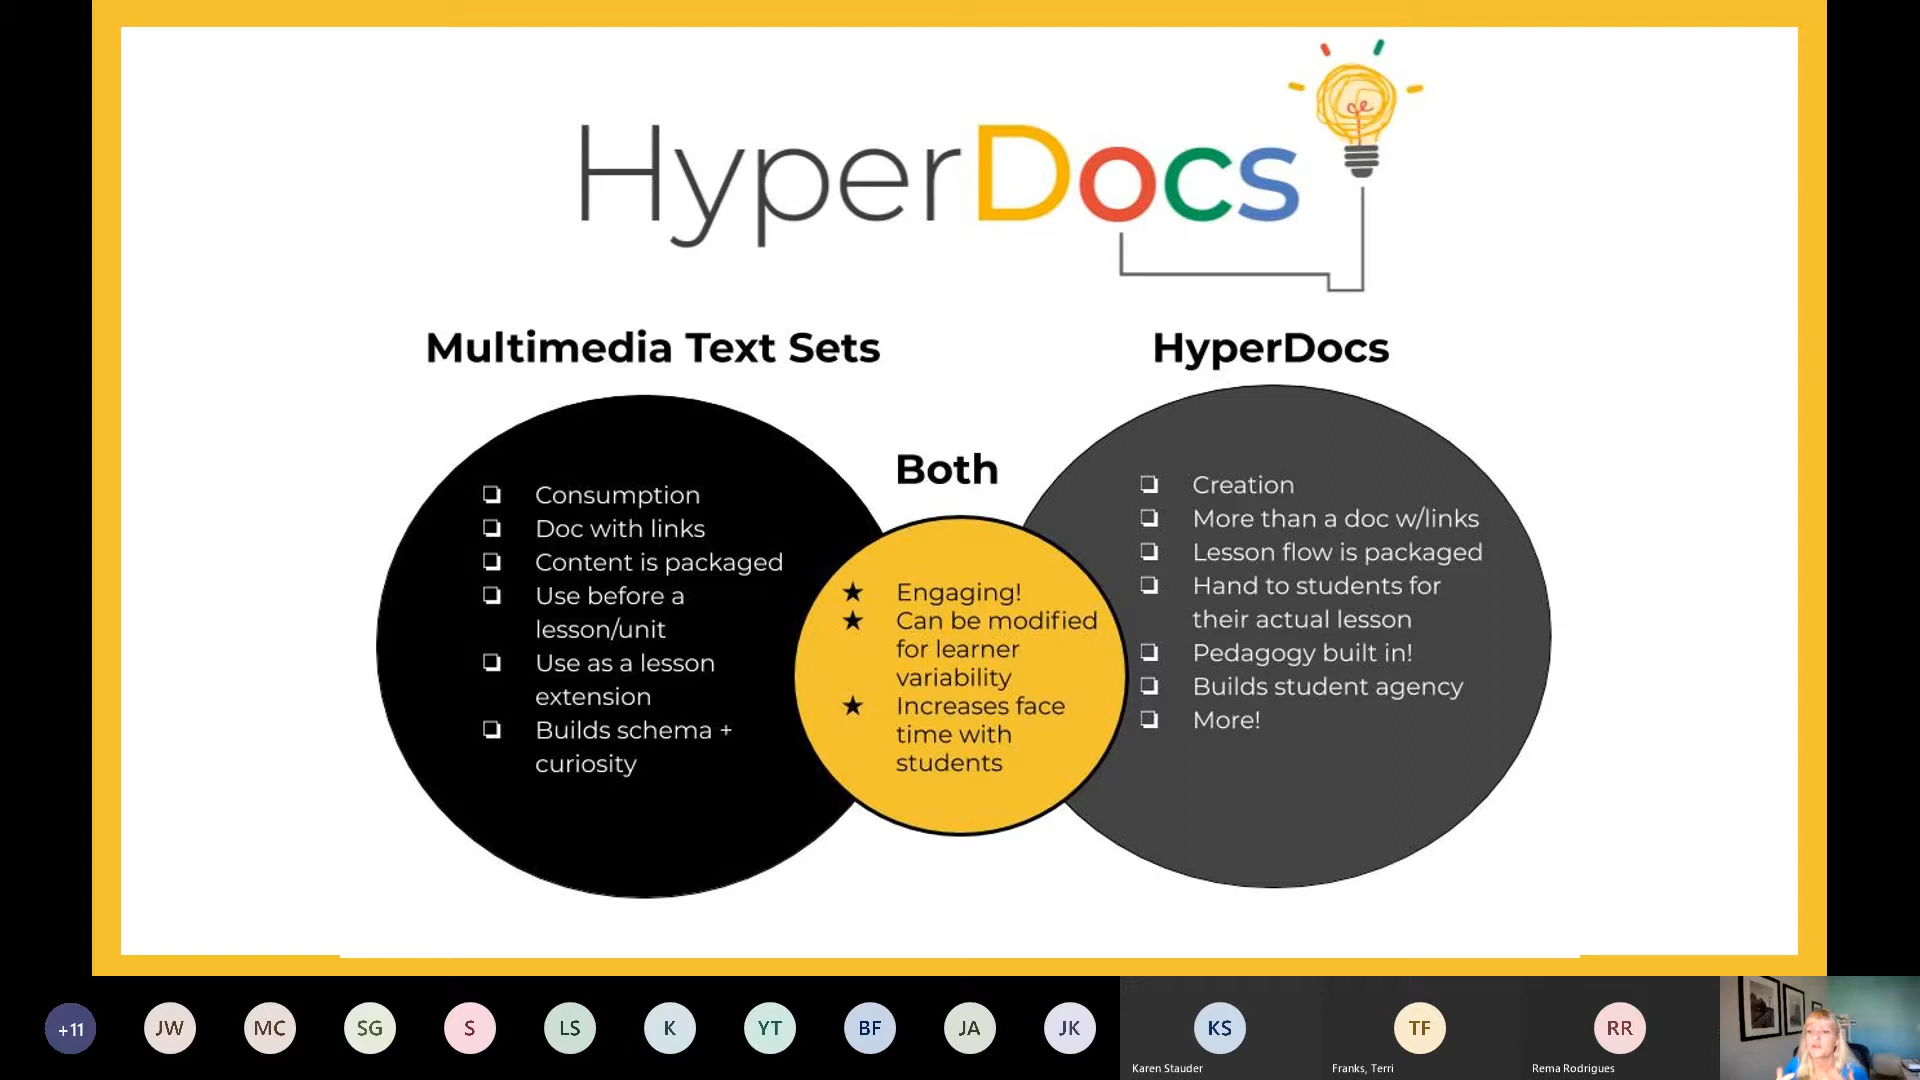 HyperDocs
Multimedia Text Sets
HyperDocs
Both
Consumption
Doc with links
Content is packaged
Use before a
lesson/unit
Use as a lesson
extension
Builds schema +
curiosity
Engaging!
Can be modified
for learner
variability
Increases face
time with
students
Creation
More than a doc w/links
Lesson flow is packaged
Hand to students for
their actual lesson
Pedagogy built in!
Builds student agency
More!
+11
JW
MC
SG
S
LS
K
YT
BF
JA
JK
KS
TF
RR
Karen Stauder
Franks, Terri
Rema Rodrigues